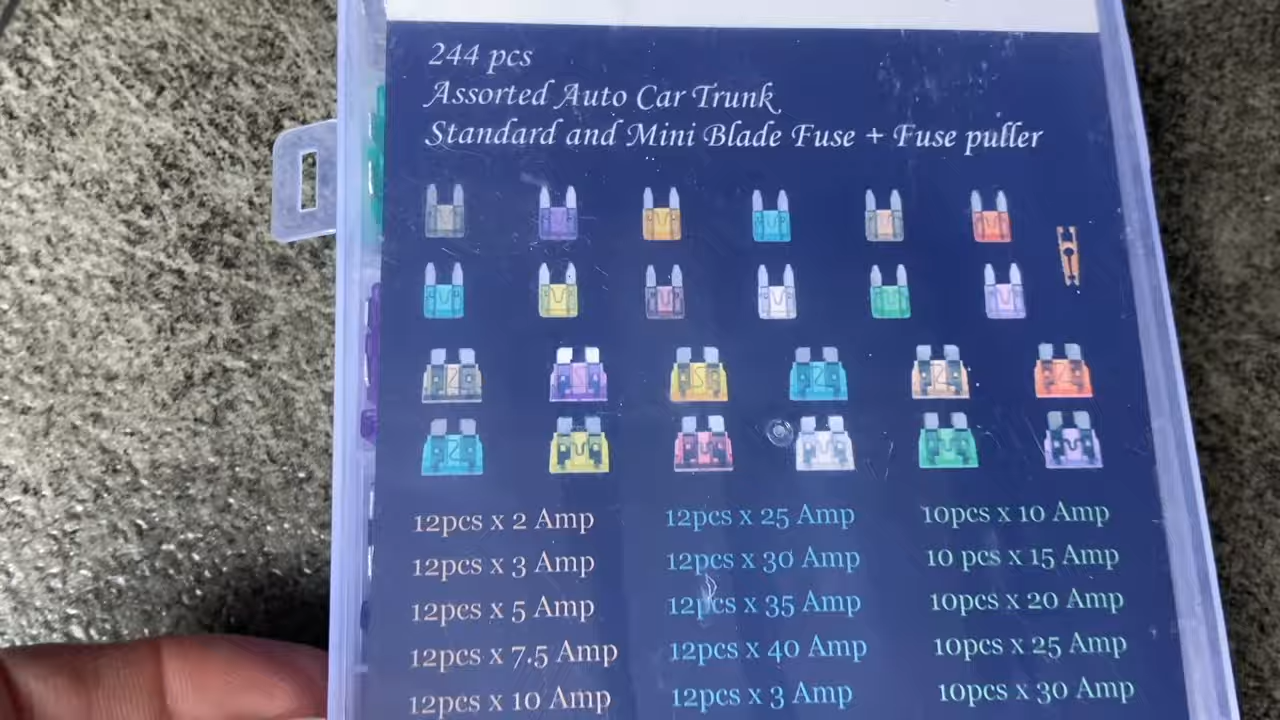 244 pcs
Assorted Auto Car Trunk
Standard and Mini Blade Fuse + Fuse puller
12pcs x 2 Amp
12pcs x 3 Amp
12pcs x 5 Amp
12pcs x 7.5 Amp
12pcs x 10 Amp
12pcs x 25 Amp
12pcs x 30 Amp
12pcs x 35 Amp
12pcs x 40 Amp
12pcs x 3 Amp
10pcs x 10 Amp
10 pcs x 15 Amp
10pcs x 20 Amp
10pcs x 25 Amp
10pcs x 30 Amp